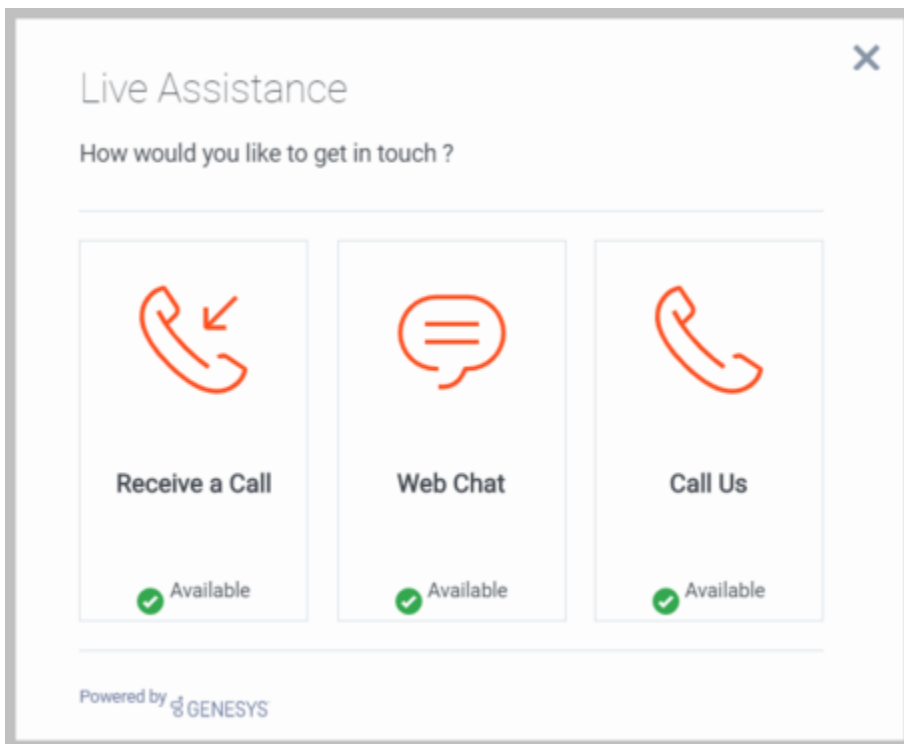 Live Assistance
How would you like to get in touch ?
Receive a Call
Available
Web Chat
Available
Call Us
Available
Powered by GENESYS